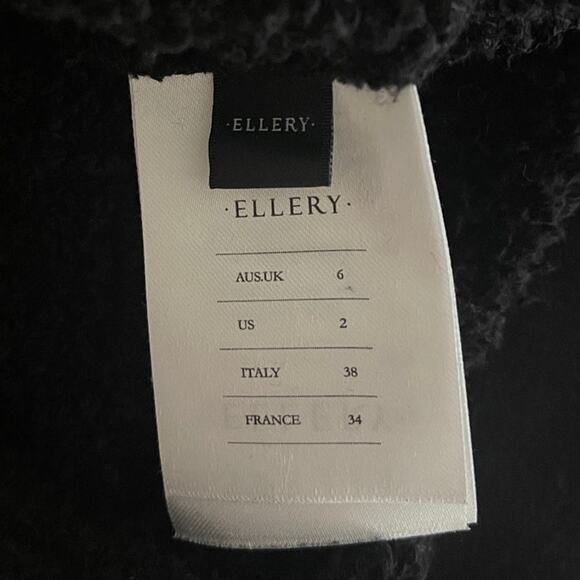 ·ELLERY·
·ELLERY·
AUS.UK 6
US 2
ITALY 38
FRANCE 34